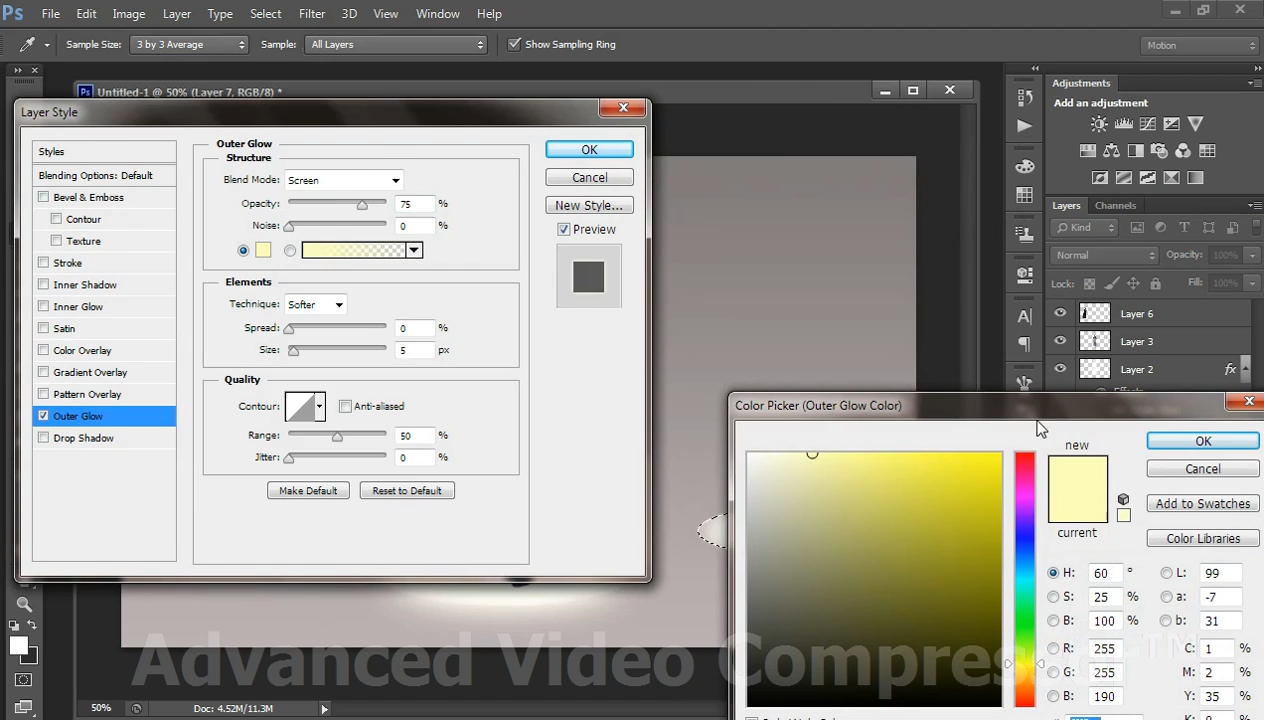 Ps File Edit Image Layer Type Select Filter 3D View Window Help
Sample Size: 3 by 3 Average Sample: All Layers Show Sampling Ring Motion
Untitled-1 @ 50% (Layer 7, RGB/8) *
Layer Style
Styles
Blending Options: Default
Bevel & Emboss
Contour
Texture
Stroke
Inner Shadow
Inner Glow
Satin
Color Overlay
Gradient Overlay
Pattern Overlay
Outer Glow
Drop Shadow
Outer Glow
Structure
Blend Mode: Screen
Opacity: 75 %
Noise: 0 %
Elements
Technique: Softer
Spread: 0 %
Size: 5 px
Quality
Contour: Anti-aliased
Range: 50 %
Jitter: 0 %
Make Default Reset to Default
OK
Cancel
New Style...
Preview
Adjustments
Add an adjustment
Layers Channels
Kind
Normal Opacity: 100%
Lock: Fill: 100%
Layer 6
Layer 3
Layer 2 fx
Effects
Color Picker (Outer Glow Color)
new
current
OK
Cancel
Add to Swatches
Color Libraries
H: 60 ° L: 99
S: 25 % a: -7
B: 100 % b: 31
R: 255 C: 1 %
G: 255 M: 2 %
B: 190 Y: 35 %
Advanced Video Compressor™
50% Doc: 4.52M/11.3M